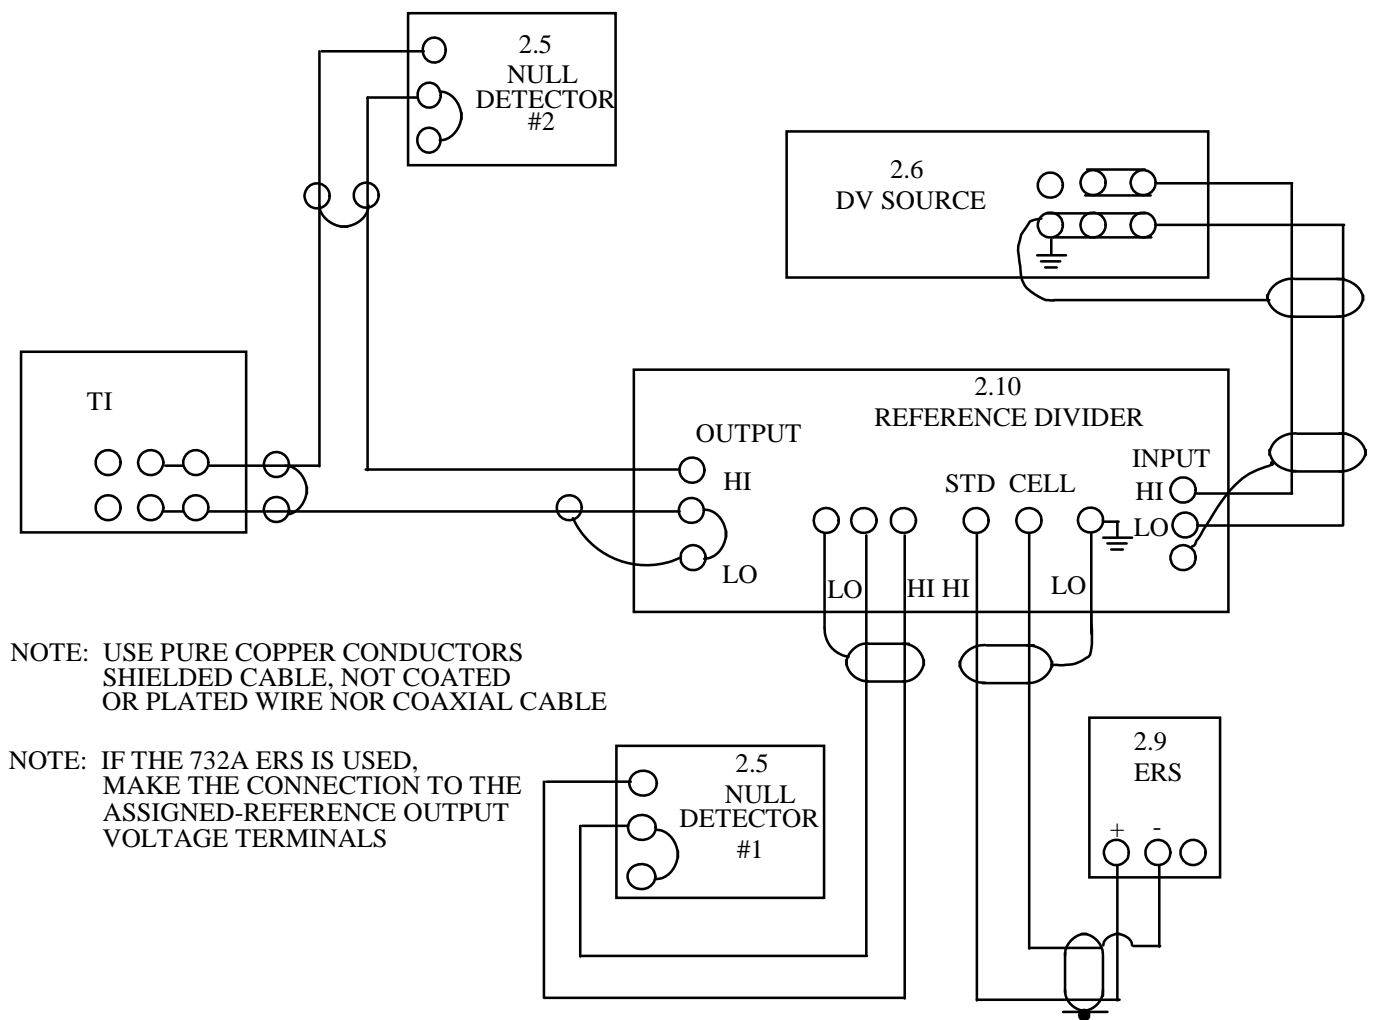 2.5
NULL
DETECTOR
#2
2.6
DV SOURCE
TI
2.10
REFERENCE DIVIDER
OUTPUT
HI
LO
STD CELL
INPUT
HI
LO
LO
HI HI
LO
NOTE: USE PURE COPPER CONDUCTORS
SHIELDED CABLE, NOT COATED
OR PLATED WIRE NOR COAXIAL CABLE
NOTE: IF THE 732A ERS IS USED,
MAKE THE CONNECTION TO THE
ASSIGNED-REFERENCE OUTPUT
VOLTAGE TERMINALS
2.5
NULL
DETECTOR
#1
2.9
ERS
+ -